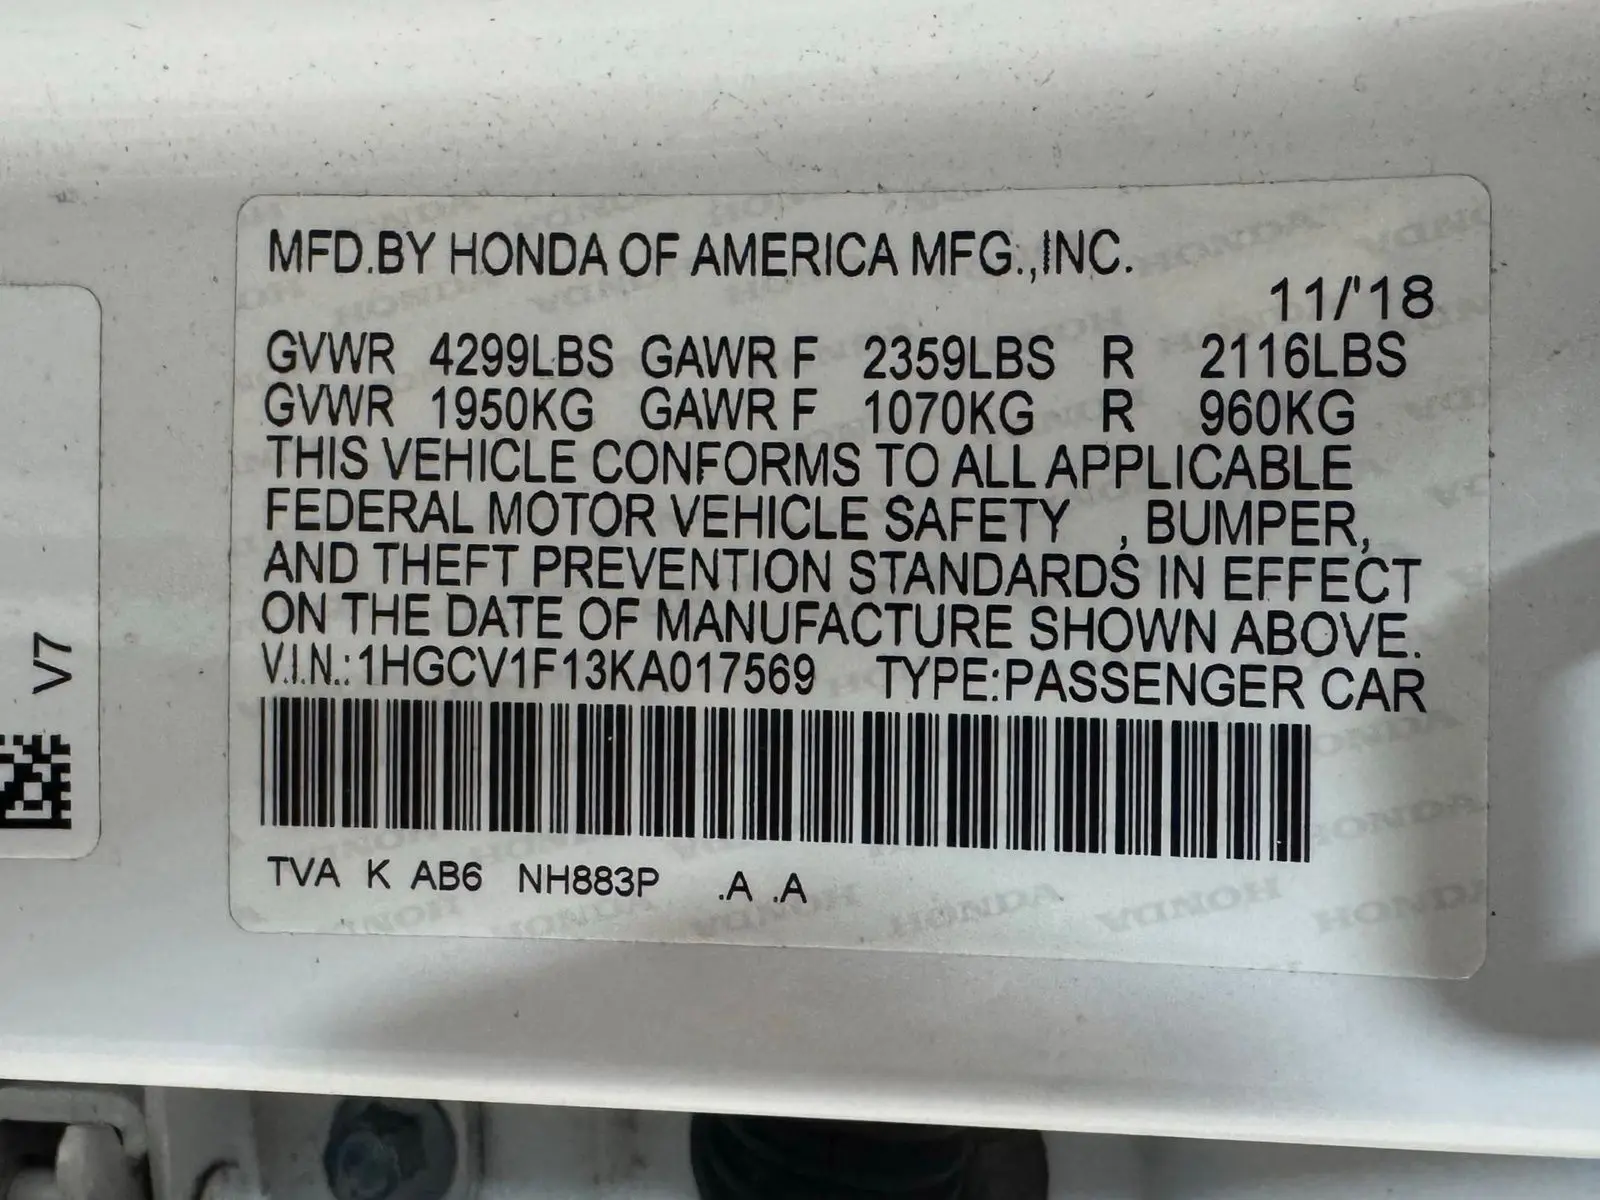 MFD.BY HONDA OF AMERICA MFG.,INC.
11/'18
GVWR 4299LBS GAWR F 2359LBS R 2116LBS
GVWR 1950KG GAWR F 1070KG R 960KG
THIS VEHICLE CONFORMS TO ALL APPLICABLE
FEDERAL MOTOR VEHICLE SAFETY , BUMPER,
AND THEFT PREVENTION STANDARDS IN EFFECT
ON THE DATE OF MANUFACTURE SHOWN ABOVE.
V.I.N.:1HGCV1F13KA017569 TYPE:PASSENGER CAR
TVA K AB6 NH883P .A .A
V7